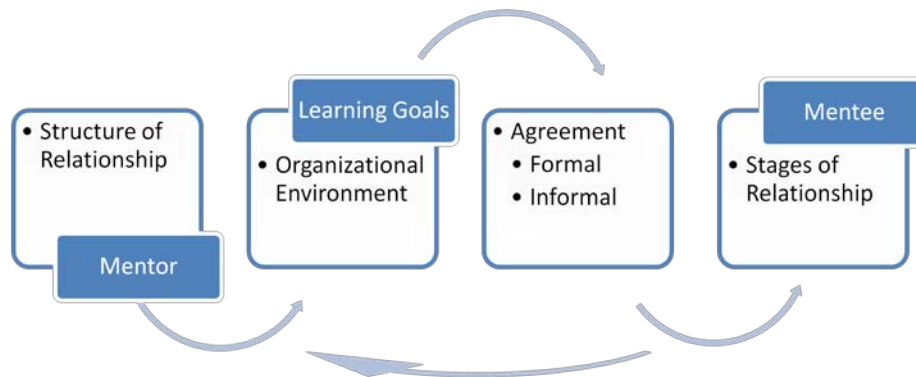 • Structure of
Relationship
Mentor
Learning Goals
• Organizational
Environment
• Agreement
• Formal
• Informal
Mentee
• Stages of
Relationship